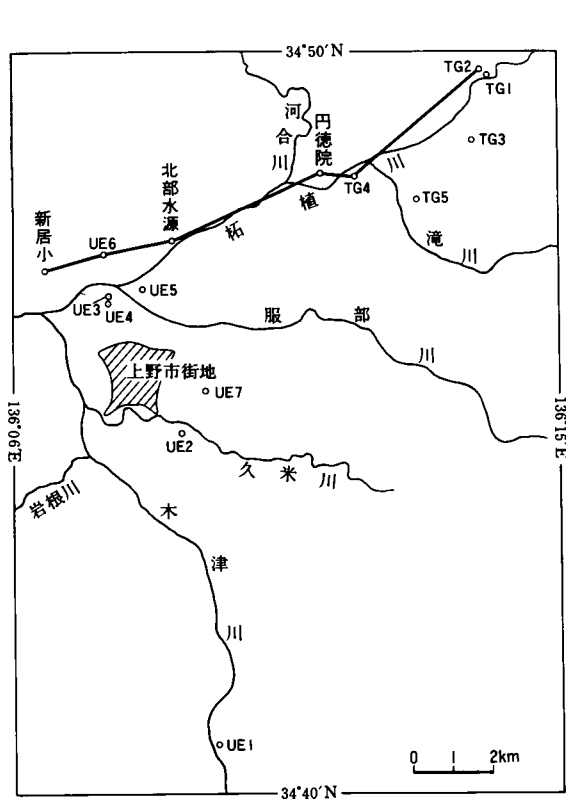 34°50′N
TG2
TG1
河合川
円徳院
TG3
北部水源
TG4
川
植
柘
TG5
新居小
UE6
滝川
UE5
UE3
UE4
服部川
上野市街地
136°06′E
136°15′E
UE7
UE2
久米川
岩根川
木津川
UE1
0 1 2km
34°40′N